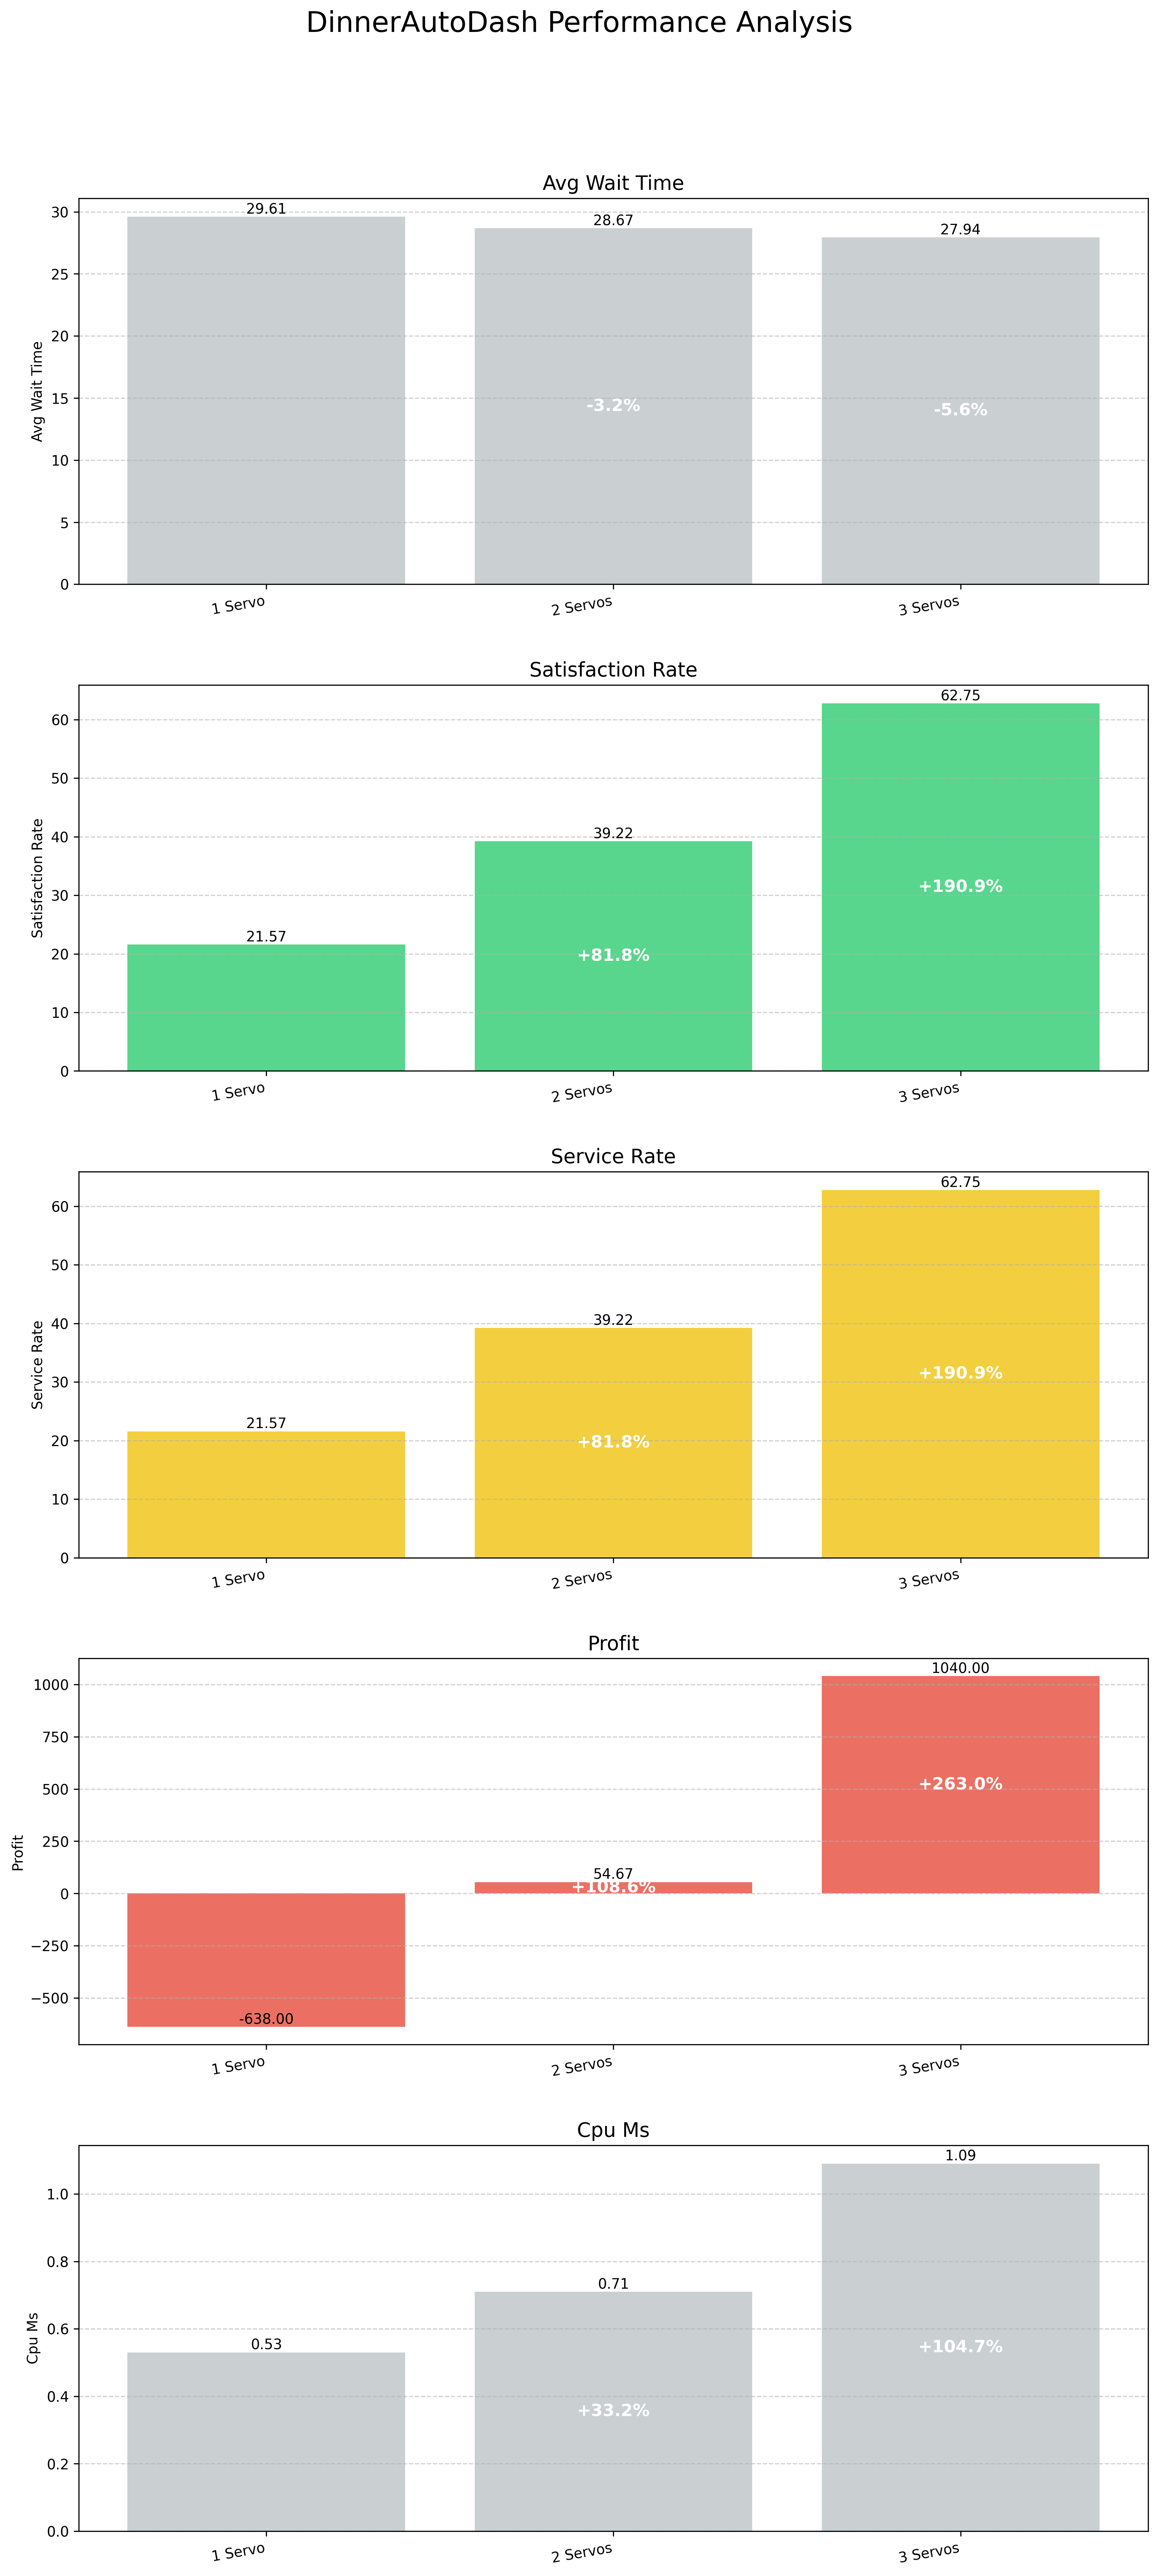 DinnerAutoDash Performance Analysis
Avg Wait Time
Avg Wait Time
30
25
20
15
10
5
0
29.61
28.67
27.94
-3.2%
-5.6%
1 Servo
2 Servos
3 Servos
Satisfaction Rate
Satisfaction Rate
60
50
40
30
20
10
0
21.57
39.22
62.75
+81.8%
+190.9%
1 Servo
2 Servos
3 Servos
Service Rate
Service Rate
60
50
40
30
20
10
0
21.57
39.22
62.75
+81.8%
+190.9%
1 Servo
2 Servos
3 Servos
Profit
Profit
1000
750
500
250
0
−250
−500
-638.00
54.67
1040.00
+108.6%
+263.0%
1 Servo
2 Servos
3 Servos
Cpu Ms
Cpu Ms
1.0
0.8
0.6
0.4
0.2
0.0
0.53
0.71
1.09
+33.2%
+104.7%
1 Servo
2 Servos
3 Servos